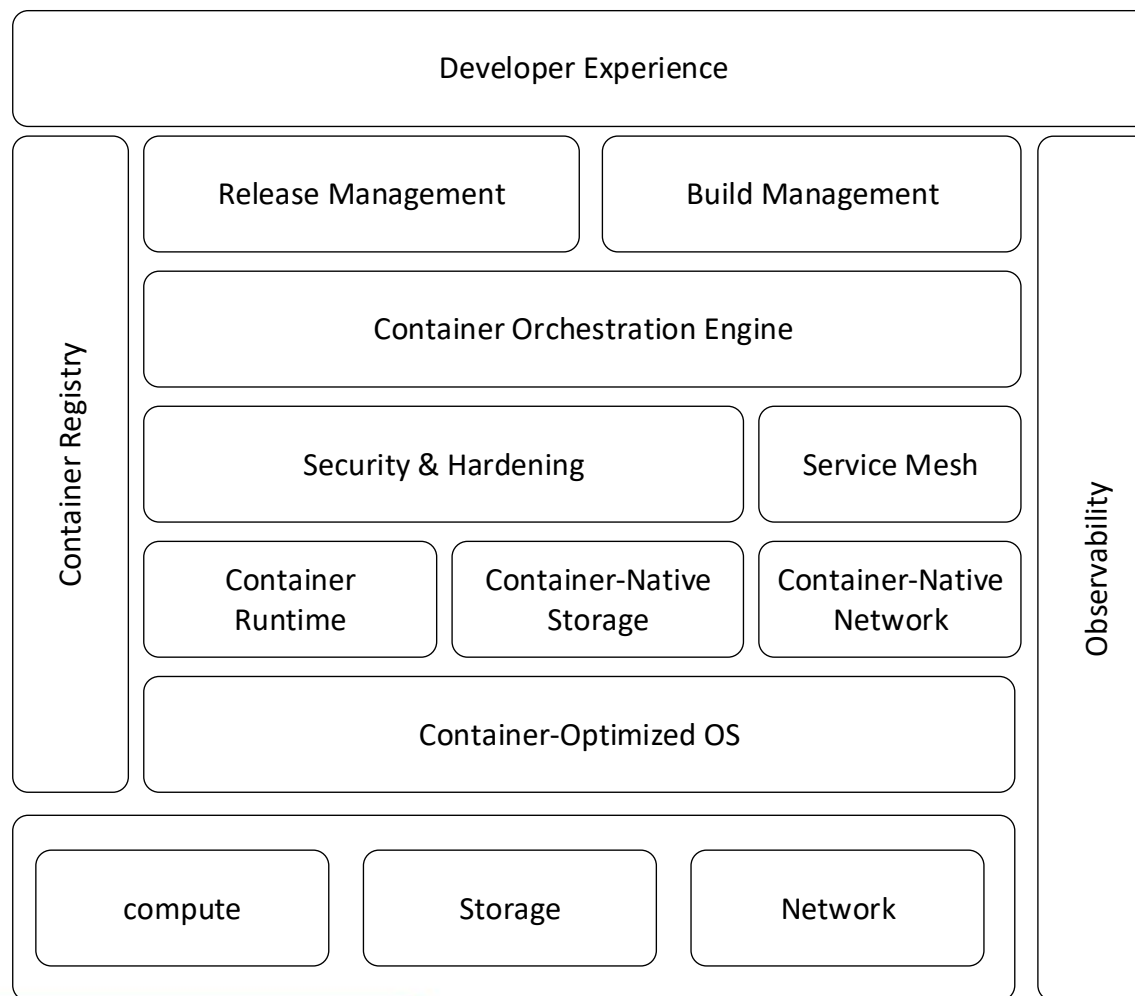 Developer Experience
Release Management
Build Management
Container Orchestration Engine
Container Registry
Security & Hardening
Service Mesh
Observability
Container
Runtime
Container-Native
Storage
Container-Native
Network
Container-Optimized OS
compute
Storage
Network